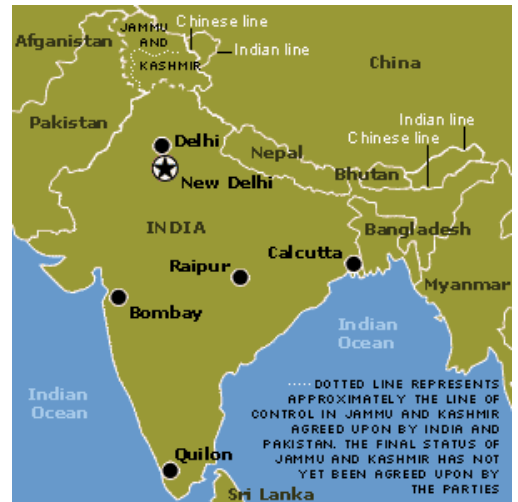 JAMMU
AND
KASHMIR
Chinese line
Indian line
Afganistan
China
Pakistan
Delhi
New Delhi
Nepal
Indian line
Chinese line
Bhutan
INDIA
Bangladesh
Calcutta
Raipur
Myanmar
Bombay
Indian
Ocean
Indian
Ocean
.....DOTTED LINE REPRESENTS
APPROXIMATELY THE LINE OF
CONTROL IN JAMMU AND KASHMIR
AGREED UPON BY INDIA AND
PAKISTAN. THE FINAL STATUS OF
JAMMU AND KASHMIR HAS NOT
YET BEEN AGREED UPON BY
THE PARTIES
Quilon
Sri Lanka